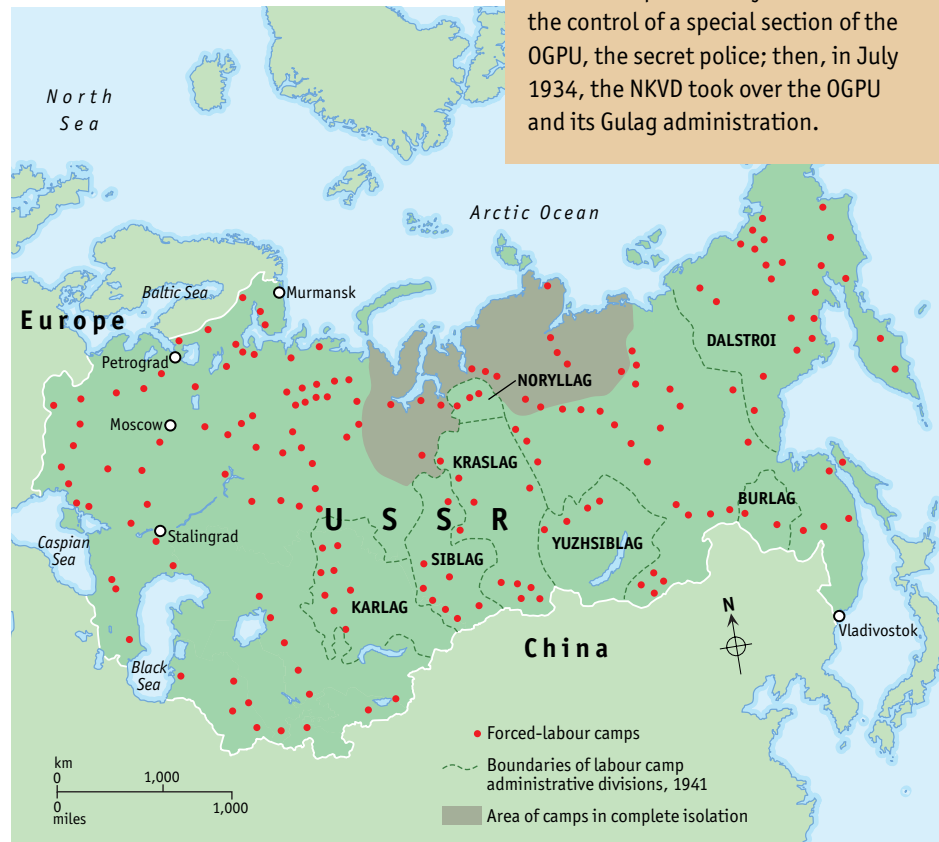 the control of a special section of the
OGPU, the secret police; then, in July
1934, the NKVD took over the OGPU
and its Gulag administration.
North
Sea
Arctic Ocean
Baltic Sea
Murmansk
Europe
Petrograd
DALSTROI
NORYLLAG
Moscow
KRASLAG
BURLAG
U S S R
Stalingrad
YUZHSIBLAG
Caspian
Sea
SIBLAG
KARLAG
N
Vladivostok
China
Black
Sea
Forced-labour camps
Boundaries of labour camp
administrative divisions, 1941
Area of camps in complete isolation
km
0 1,000
0 1,000
miles